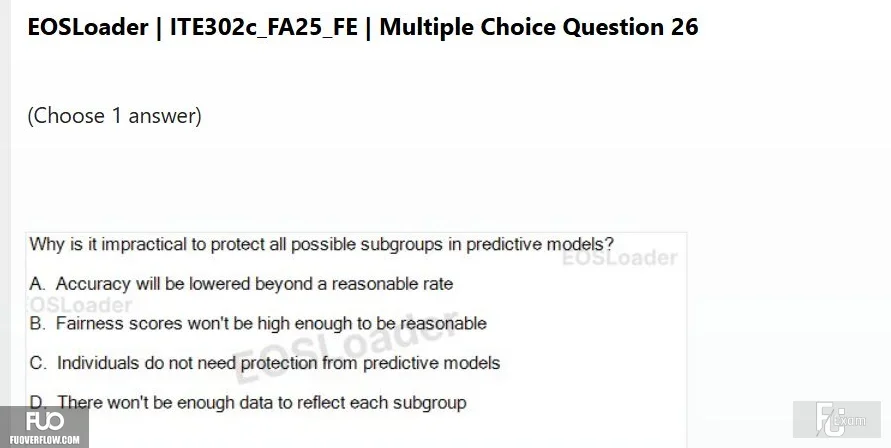 EOSLoader | ITE302c_FA25_FE | Multiple Choice Question 26
(Choose 1 answer)
Why is it impractical to protect all possible subgroups in predictive models?
EOSLoader
A. Accuracy will be lowered beyond a reasonable rate
OSLoader
B. Fairness scores won't be high enough to be reasonable
EOSLoader
C. Individuals do not need protection from predictive models
D. There won't be enough data to reflect each subgroup
FUO
FUOVERFLOW.COM
Exam